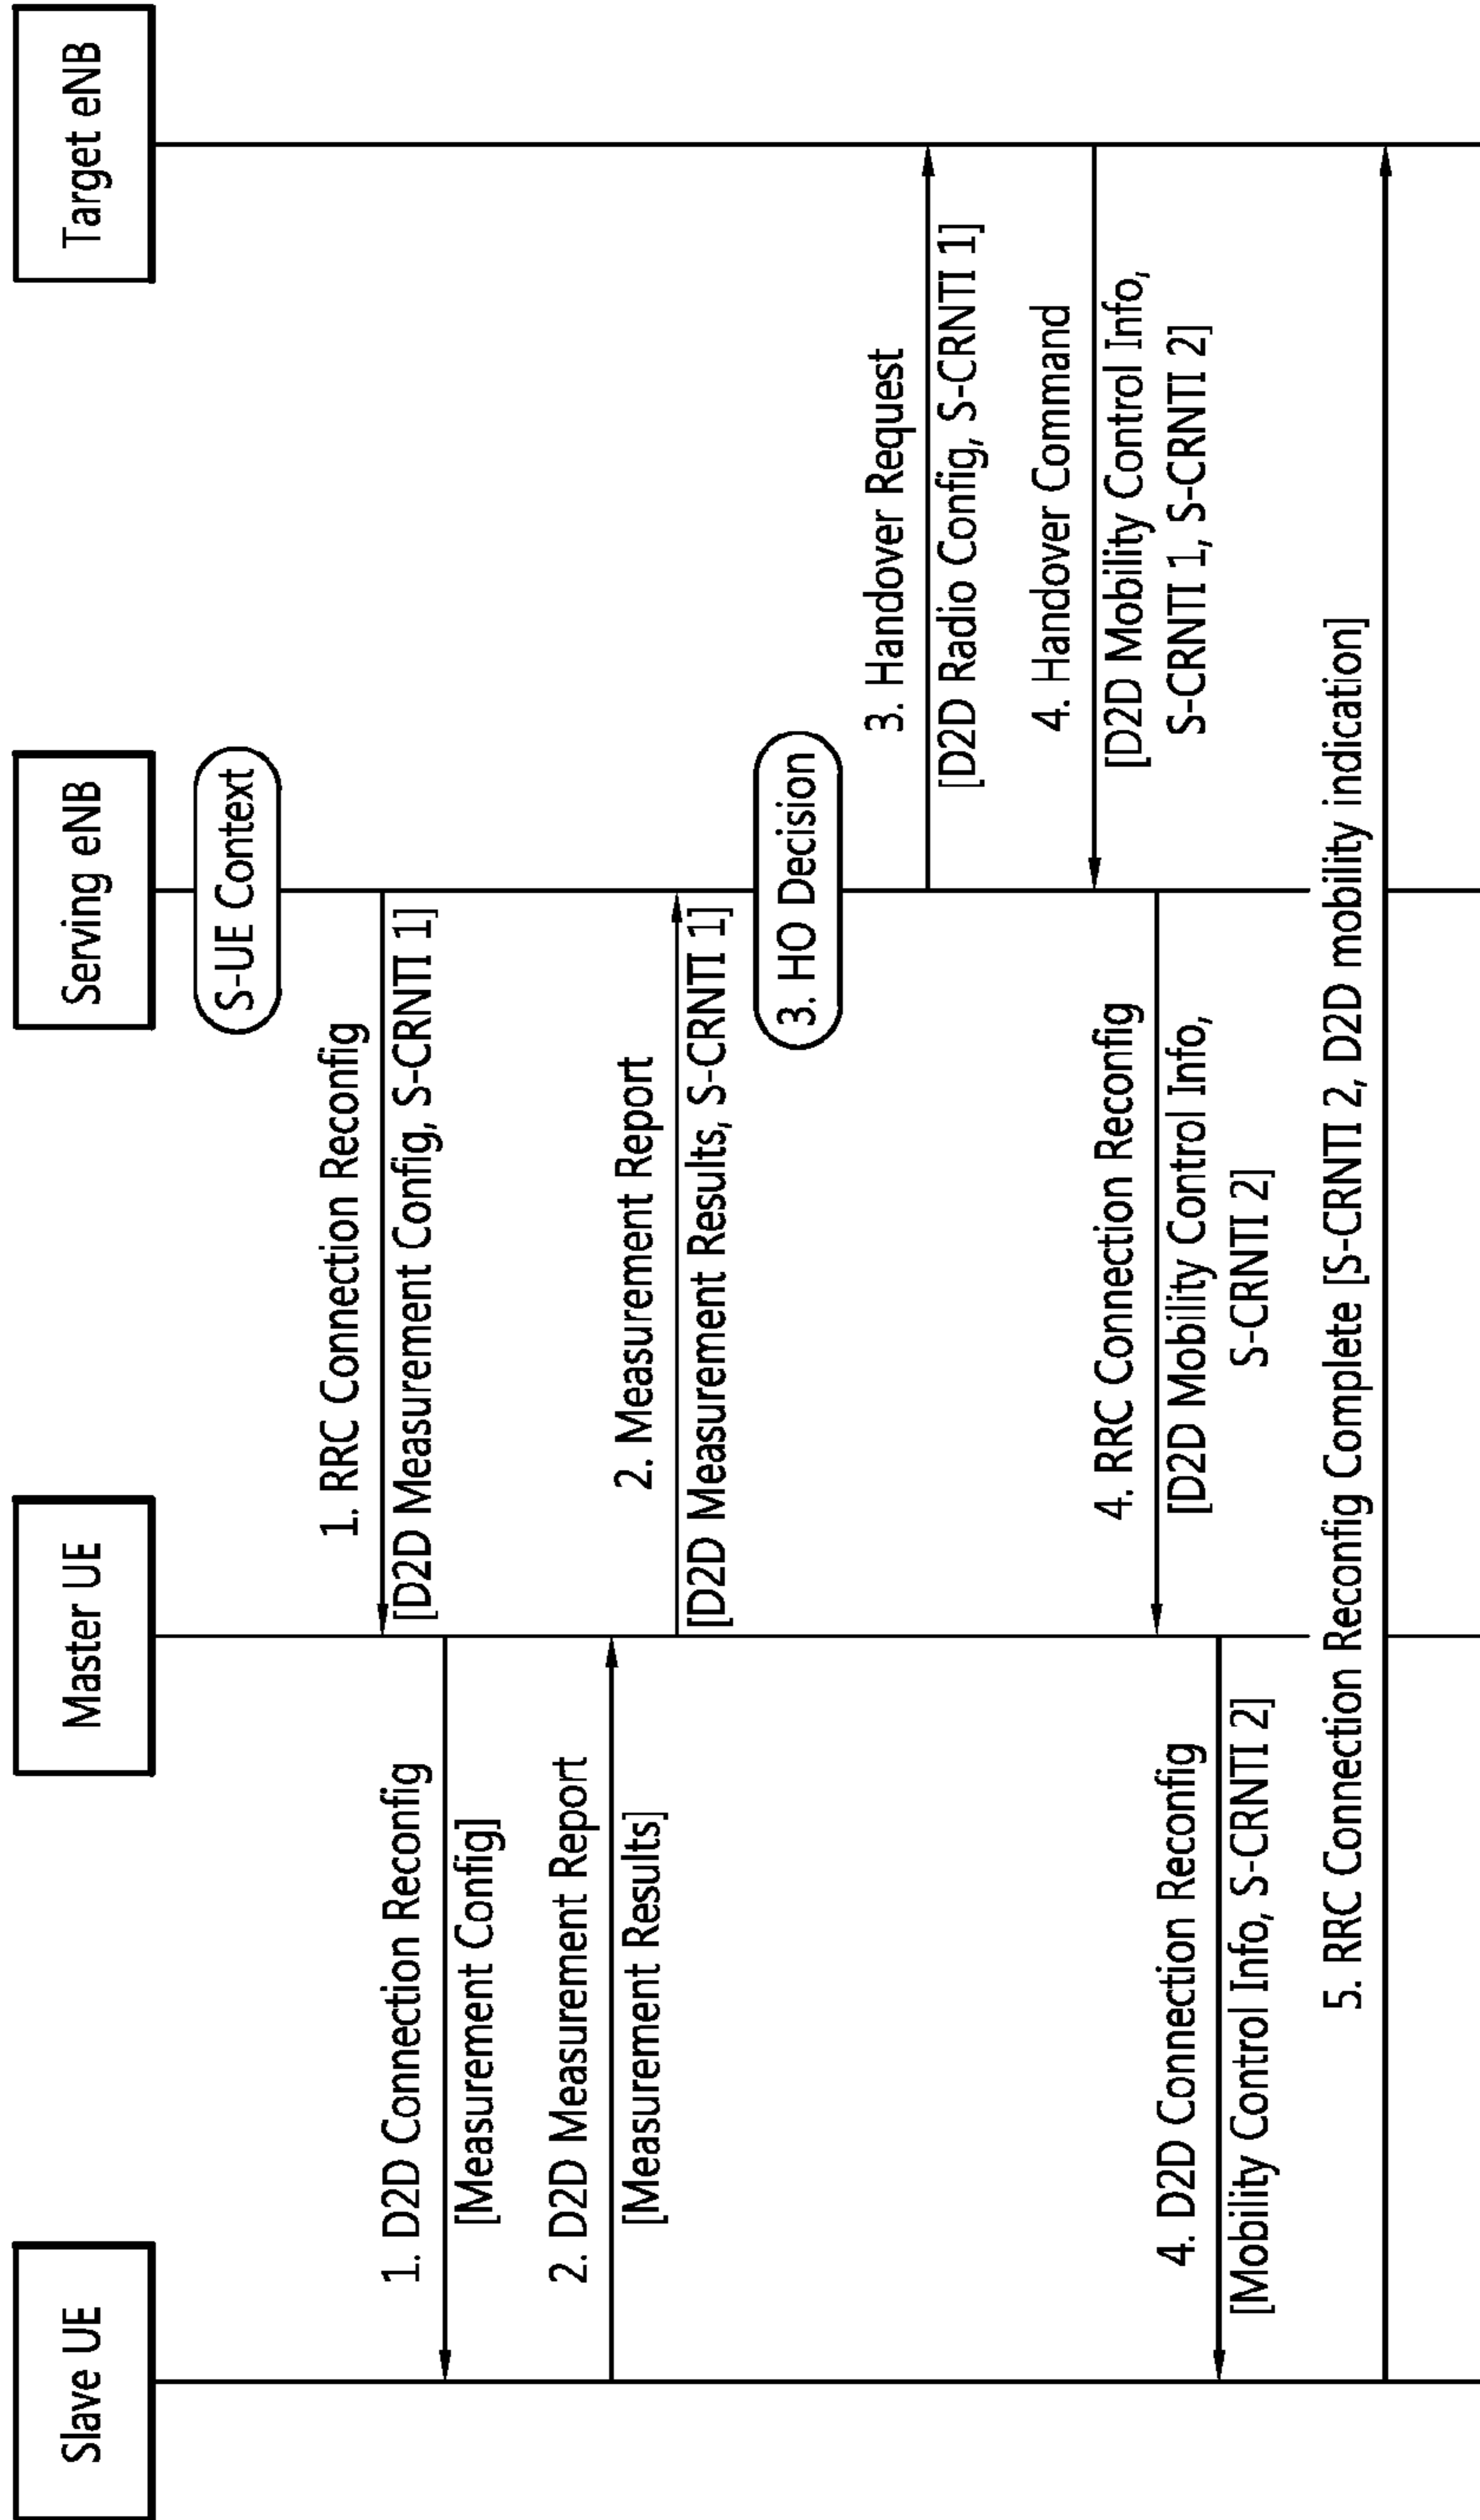 Slave UE
Master UE
Serving eNB
Target eNB
S-UE Context
1. RRC Connection Reconfig
[D2D Measurement Config, S-CRNTI 1]
1. D2D Connection Reconfig
[Measurement Config]
2. D2D Measurement Report
[Measurement Results]
2. Measurement Report
[D2D Measurement Results, S-CRNTI 1]
3. HO Decision
3. Handover Request
[D2D Radio Config, S-CRNTI 1]
4. Handover Command
[D2D Mobility Control Info,
S-CRNTI 1, S-CRNTI 2]
4. RRC Connection Reconfig
[D2D Mobility Control Info,
S-CRNTI 2]
4. D2D Connection Reconfig
[Mobility Control Info, S-CRNTI 2]
5. RRC Connection Reconfig Complete [S-CRNTI 2, D2D mobility indication]